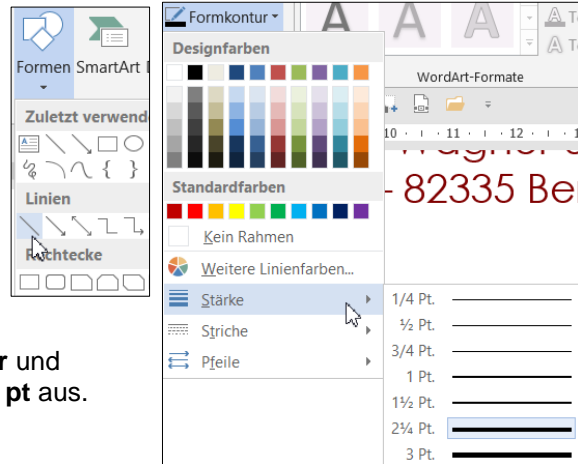 Formen SmartArt
Zuletzt verwend
Linien
Rechtecke
r und
pt aus.
Formkontur
Designfarben
Standardfarben
Kein Rahmen
Weitere Linienfarben...
Stärke
Striche
Pfeile
A A A
WordArt-Formate
10 11 12
- 82335 Ber
1/4 Pt.
½ Pt.
3/4 Pt.
1 Pt.
1½ Pt.
2¼ Pt.
3 Pt.